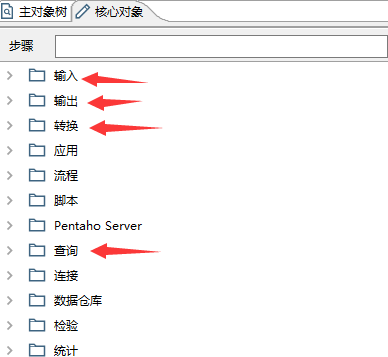 主对象树 核心对象
步骤
输入
输出
转换
应用
流程
脚本
Pentaho Server
查询
连接
数据仓库
检验
统计